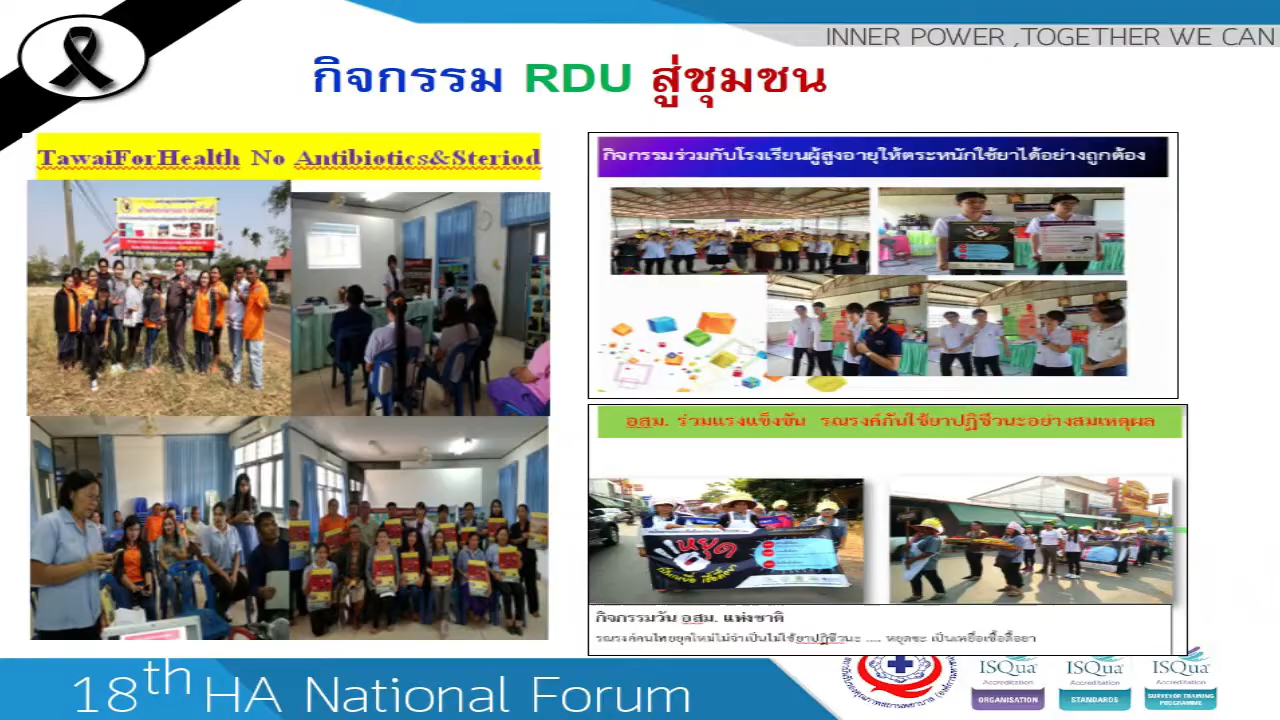 INNER POWER ,TOGETHER WE CAN
กิจกรรม RDU สู่ชุมชน
TawaiForHealth No Antibiotics&Steriod
กิจกรรมร่วมกับโรงเรียนผู้สูงอายุให้ตระหนักใช้ยาได้อย่างถูกต้อง
อสม. ร่วมแรงแข็งขัน รณรงค์กันใช้ยาปฏิชีวนะอย่างสมเหตุผล
หยุด
กิจกรรมวัน อสม. แห่งชาติ
รณรงค์คนไทยยุคใหม่ไม่จำเป็นไม่ใช้ยาปฏิชีวนะ .... หยุดซะ เป็นเหยื่อเชื้อดื้อยา
18th HA National Forum
ISQua
Accreditation
ORGANISATION
ISQua
Accreditation
STANDARDS
ISQua
Accreditation
SURVEYOR TRAINING
PROGRAMME